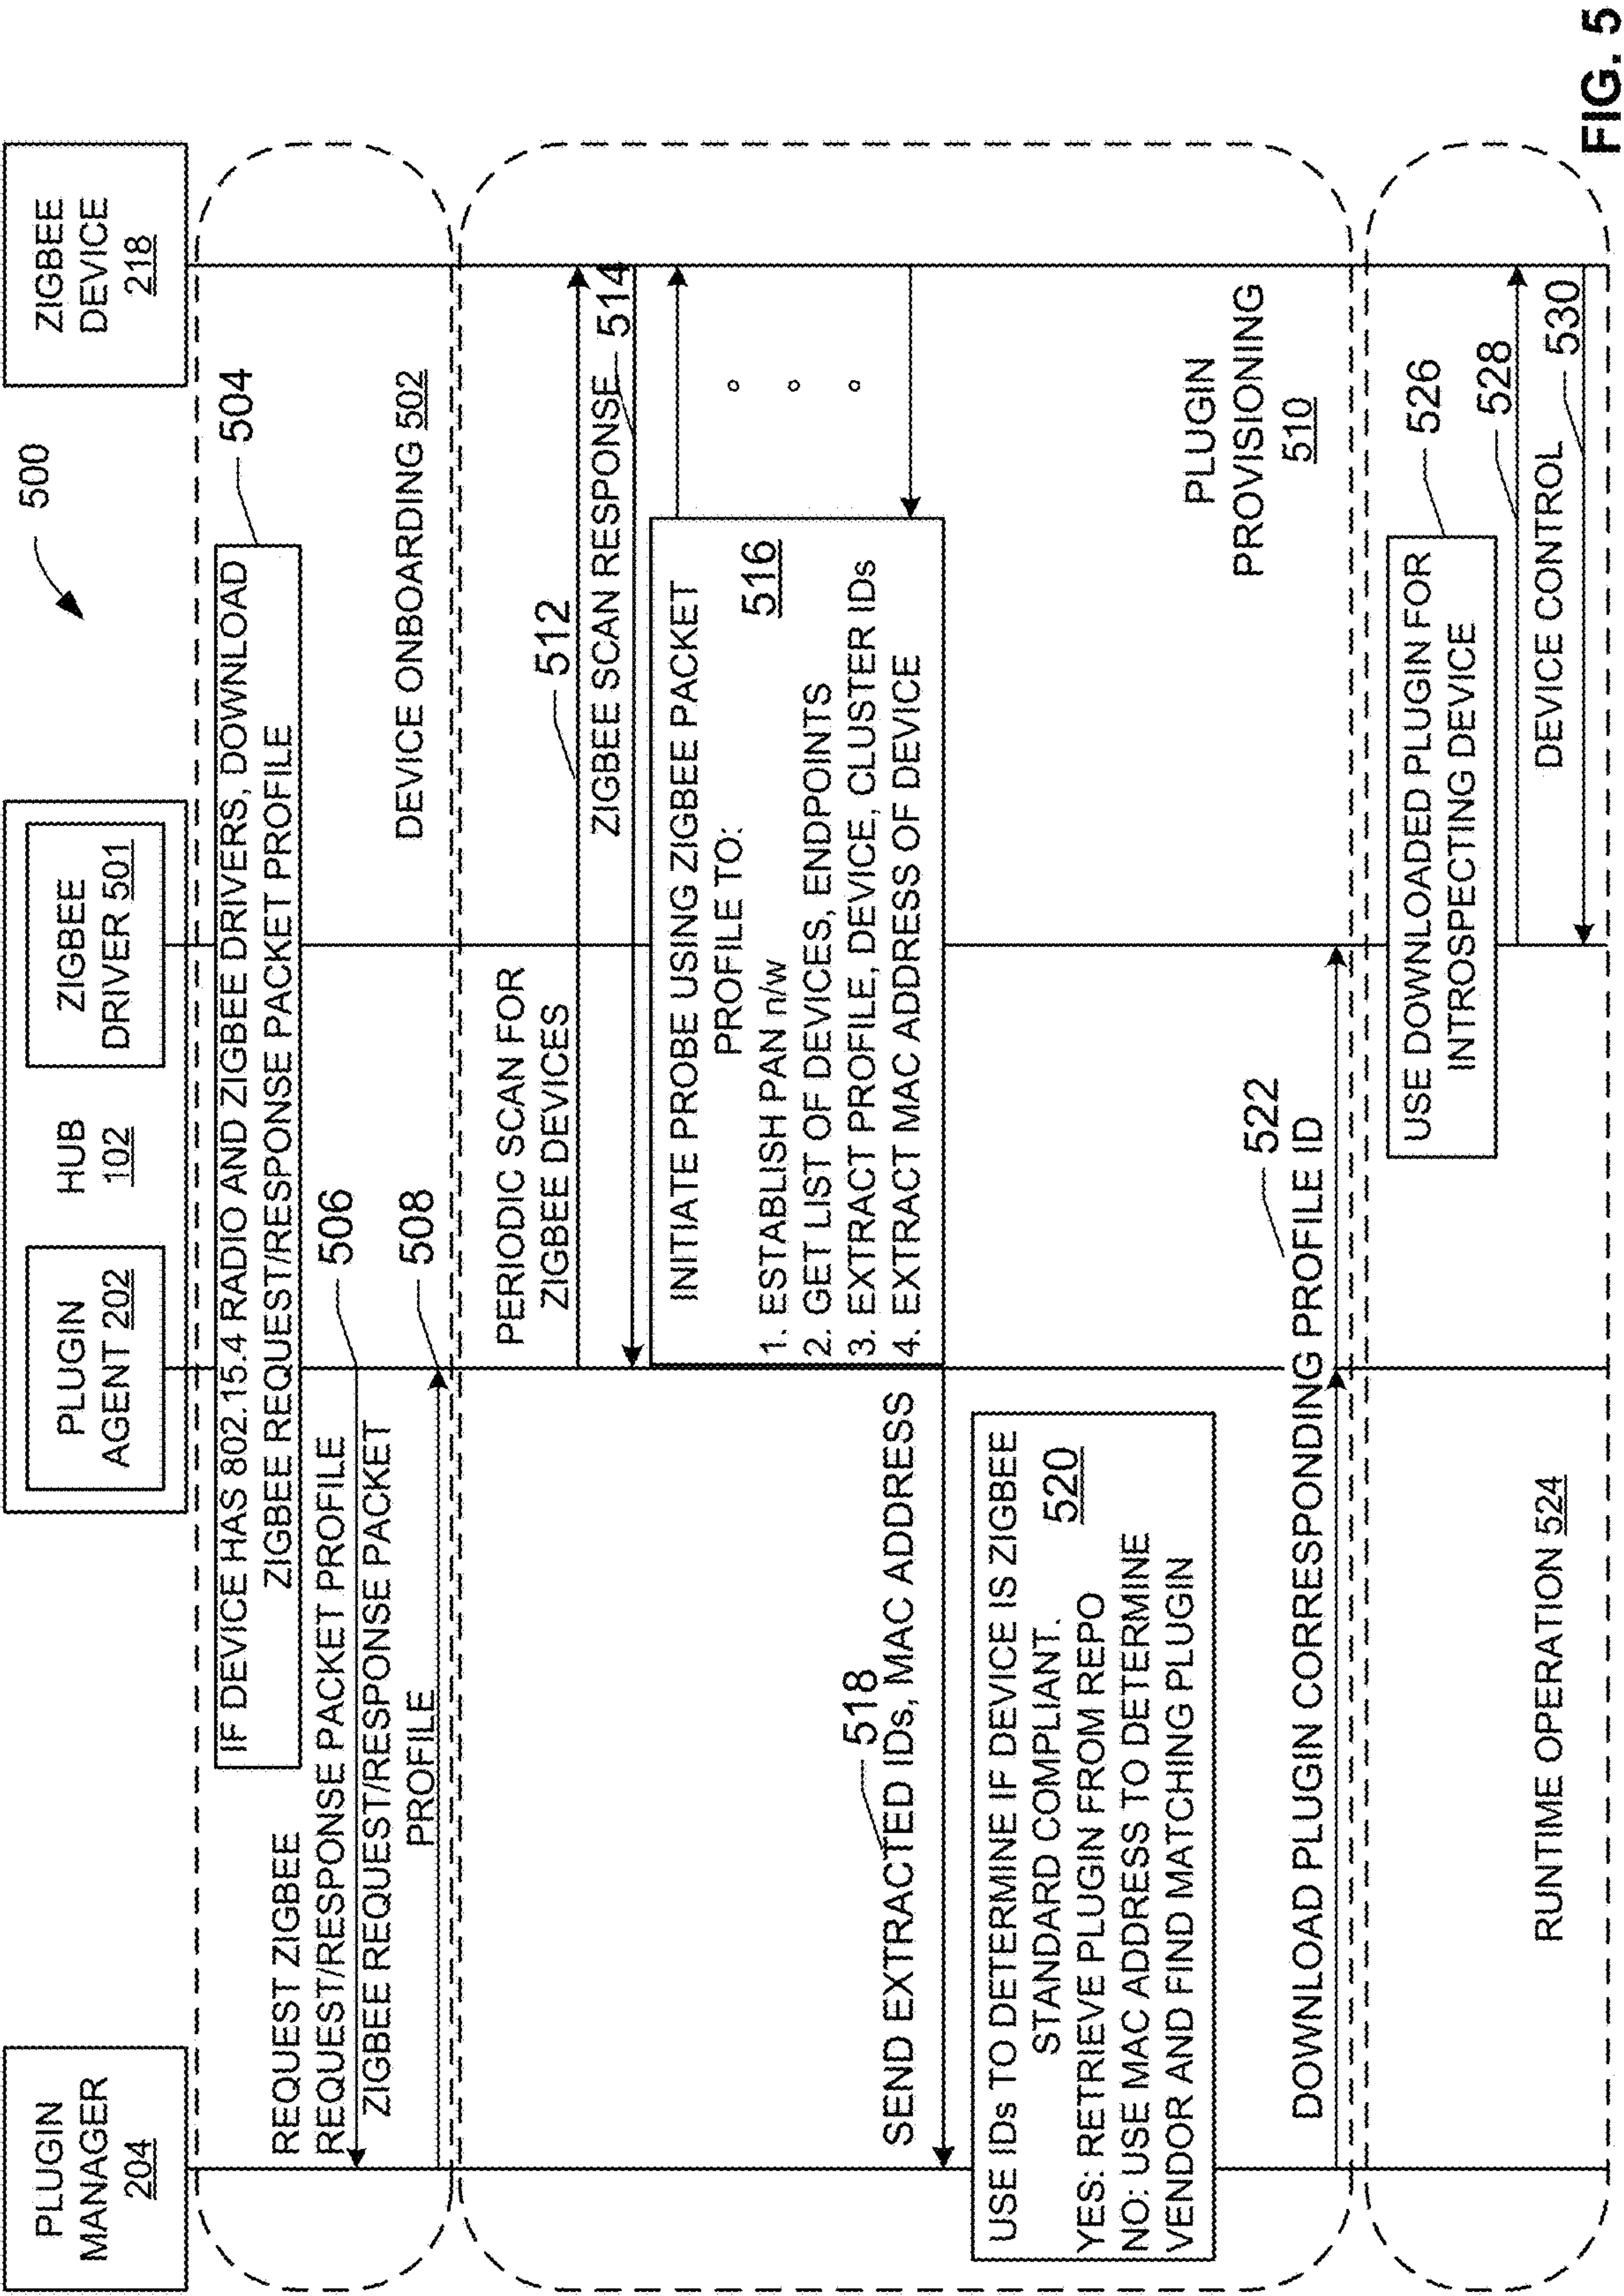 500
PLUGIN
MANAGER
204
PLUGIN
AGENT 202
HUB
102
ZIGBEE
DRIVER 501
ZIGBEE
DEVICE
218
IF DEVICE HAS 802.15.4 RADIO AND ZIGBEE DRIVERS, DOWNLOAD
ZIGBEE REQUEST/RESPONSE PACKET PROFILE
504
REQUEST ZIGBEE
REQUEST/RESPONSE PACKET PROFILE
506
ZIGBEE REQUEST/RESPONSE PACKET
PROFILE
508
DEVICE ONBOARDING 502
PERIODIC SCAN FOR
ZIGBEE DEVICES
512
ZIGBEE SCAN RESPONSE
514
INITIATE PROBE USING ZIGBEE PACKET
PROFILE TO:
516
1. ESTABLISH PAN n/w
2. GET LIST OF DEVICES, ENDPOINTS
3. EXTRACT PROFILE, DEVICE, CLUSTER IDs
4. EXTRACT MAC ADDRESS OF DEVICE
518
SEND EXTRACTED IDs, MAC ADDRESS
USE IDs TO DETERMINE IF DEVICE IS ZIGBEE
STANDARD COMPLIANT.
520
YES: RETRIEVE PLUGIN FROM REPO
NO: USE MAC ADDRESS TO DETERMINE
VENDOR AND FIND MATCHING PLUGIN
PLUGIN
PROVISIONING
510
522
DOWNLOAD PLUGIN CORRESPONDING PROFILE ID
USE DOWNLOADED PLUGIN FOR
INTROSPECTING DEVICE
526
528
DEVICE CONTROL
530
RUNTIME OPERATION 524
FIG. 5